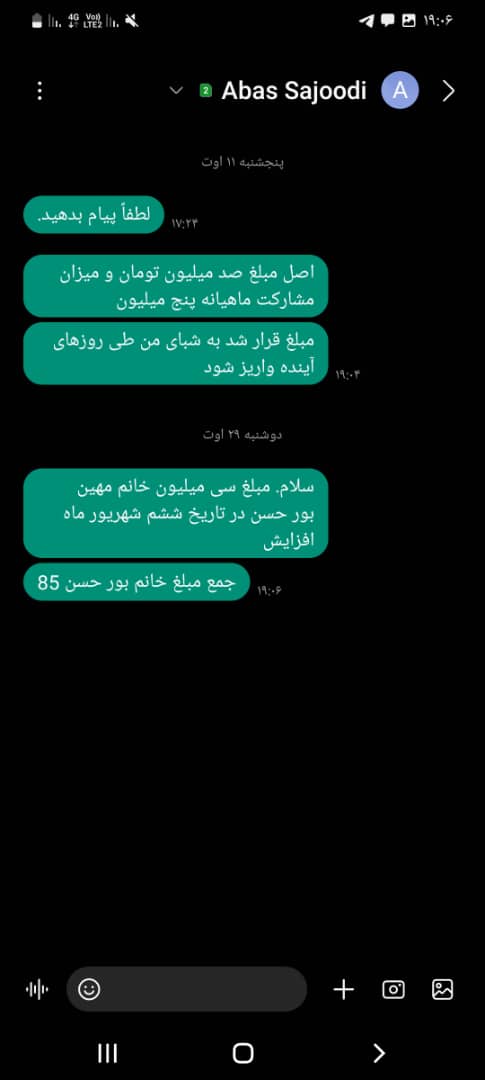 ۱۹:۰۶
4G VoI) LTE2
Abas Sajoodi
2
A
پنجشنبه ۱۱ اوت
لطفاً پیام بدهید.
۱۷:۲۴
اصل مبلغ صد میلیون تومان و میزان
مشارکت ماهیانه پنج میلیون
مبلغ قرار شد به شبای من طی روزهای
آینده واریز شود
۱۹:۰۴
دوشنبه ۲۹ اوت
سلام. مبلغ سی میلیون خانم مهین
بور حسن در تاریخ ششم شهریور ماه
افزایش
جمع مبلغ خانم بور حسن 85
۱۹:۰۶